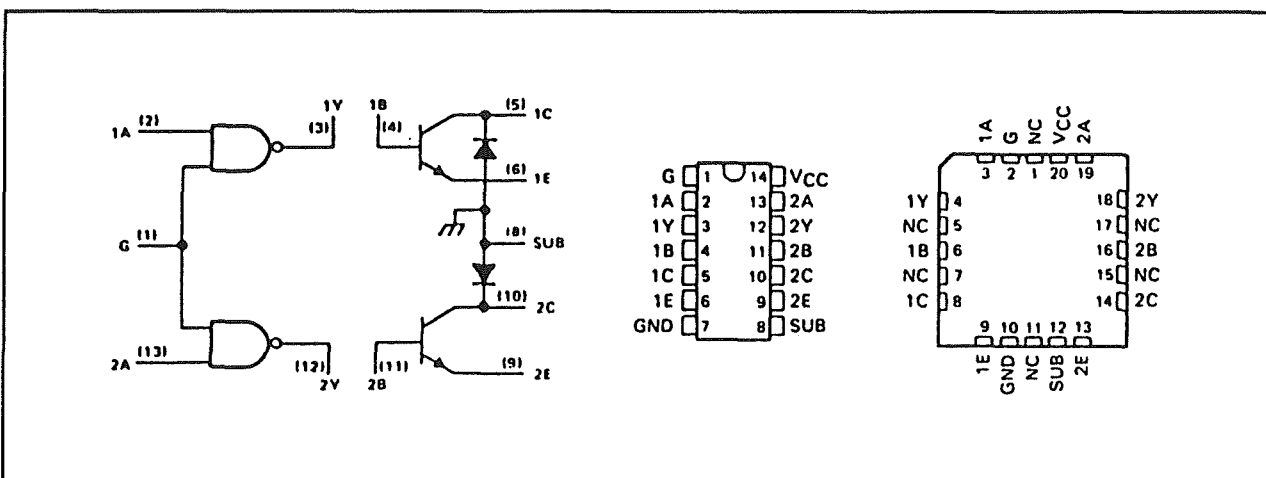 1A (2)
1Y
(3)
1B
(4)
(5) 1C
(6) 1E
G (1)
(8) SUB
(10) 2C
2A (13)
(12)
2Y
(11)
2B
(9) 2E
G 1 14 VCC
1A 2 13 2A
1Y 3 12 2Y
1B 4 11 2B
1C 5 10 2C
1E 6 9 2E
GND 7 8 SUB
1A G NC VCC 2A
3 2 1 20 19
1Y 4 18 2Y
NC 5 17 NC
1B 6 16 2B
NC 7 15 NC
1C 8 14 2C
9 10 11 12 13
1E GND NC SUB 2E